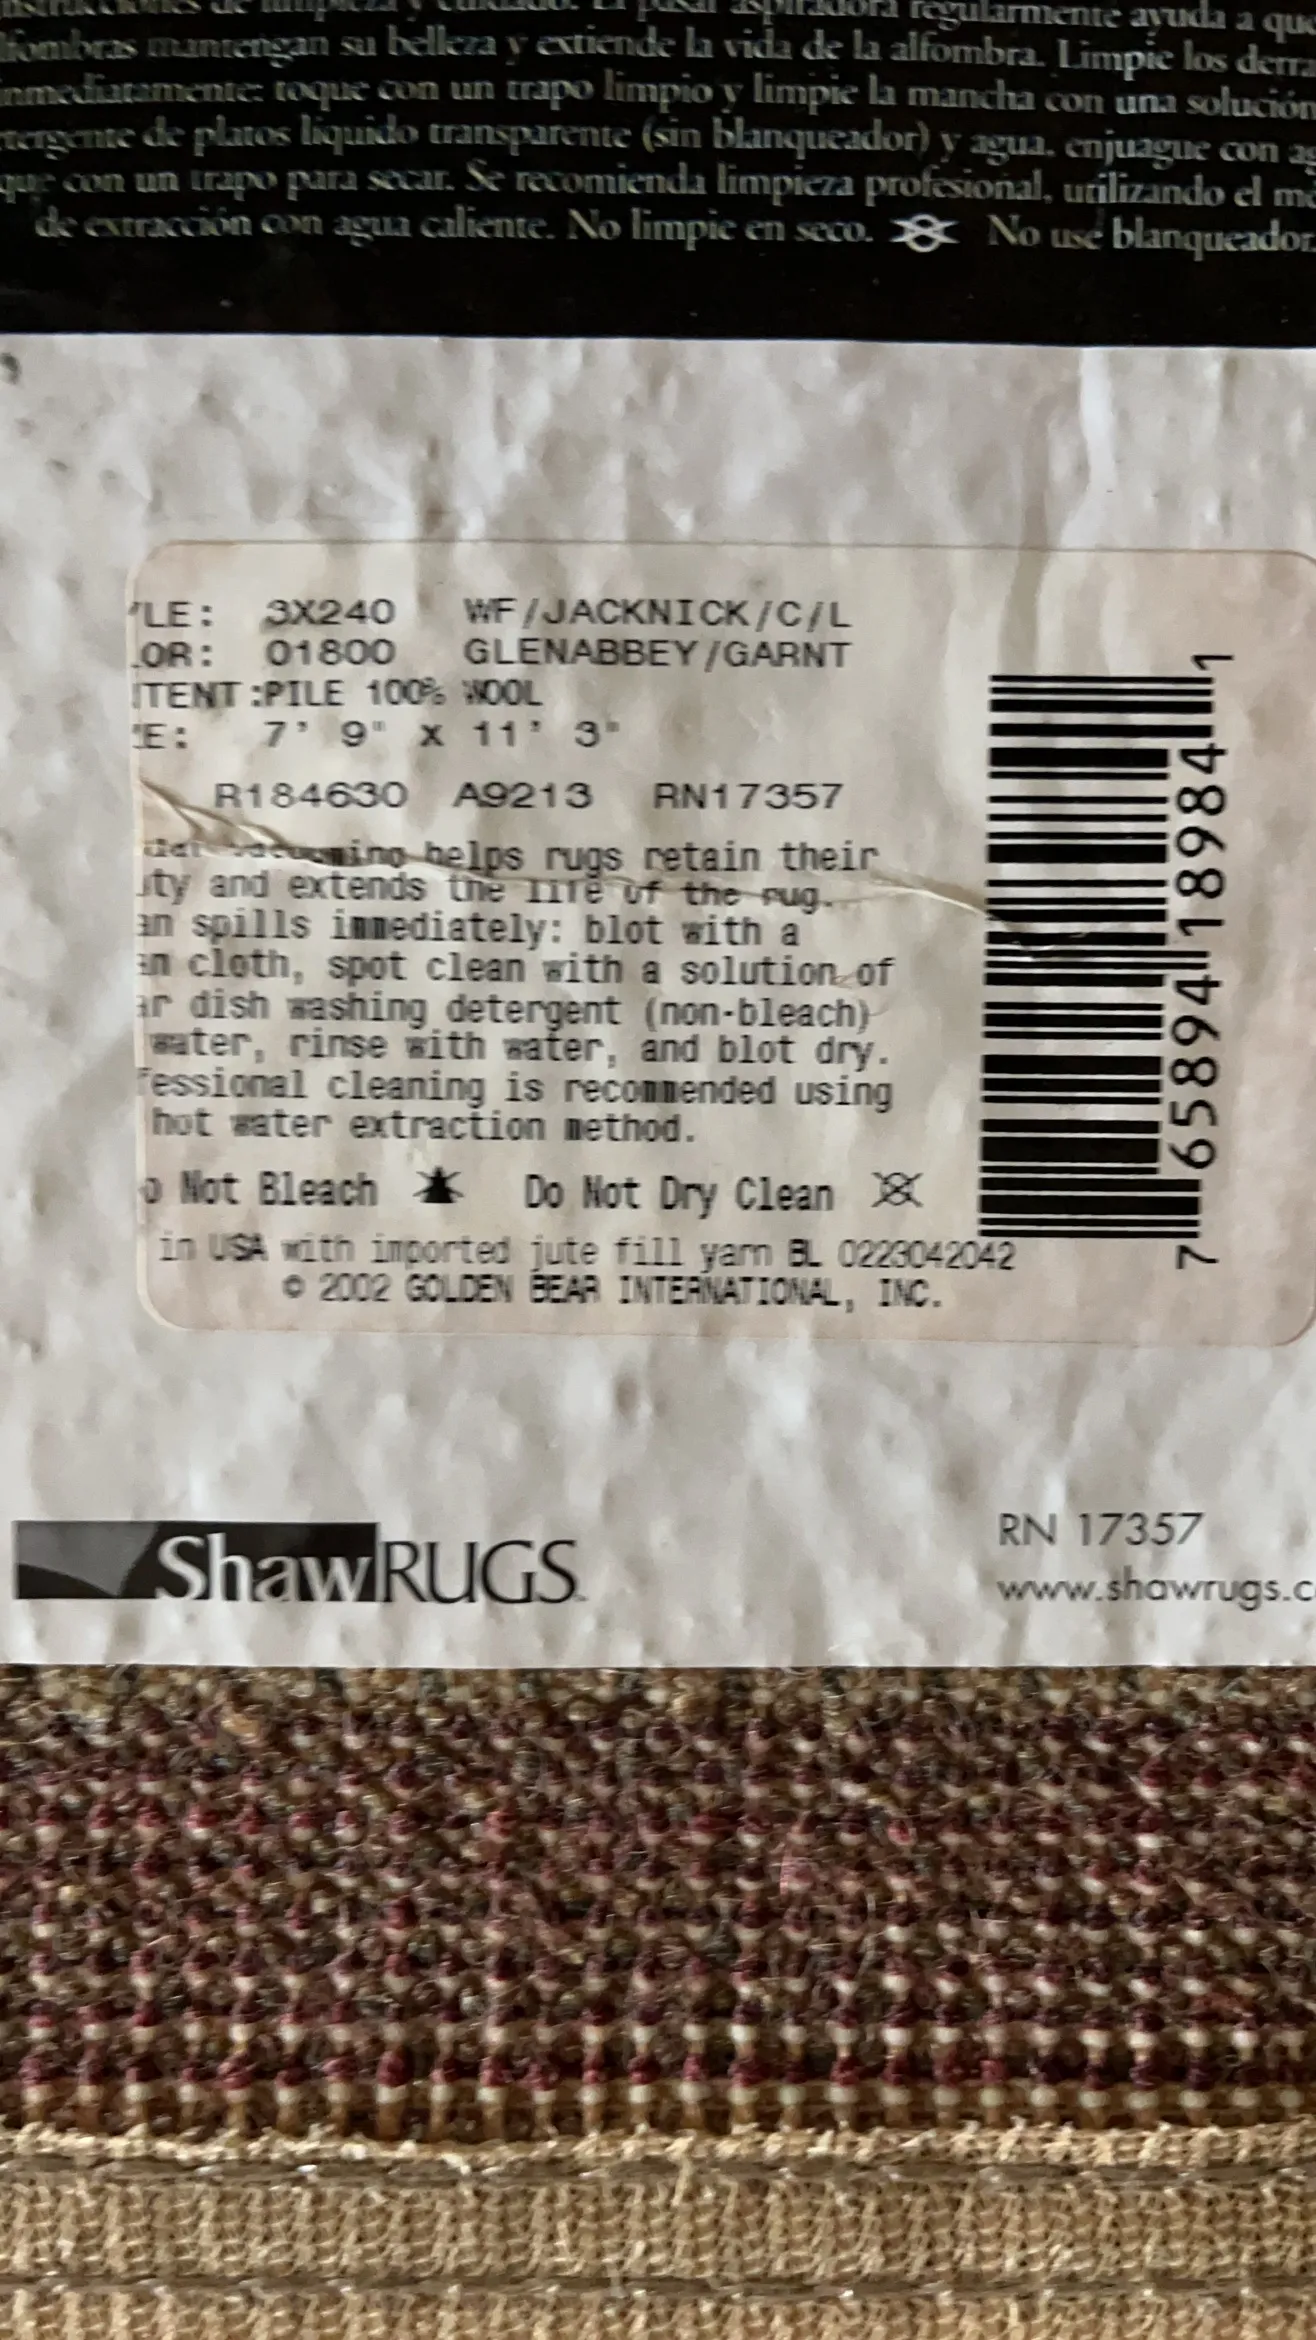 de limpieza y cuidado. El pasar aspiradora regularmente ayuda a que
alfombras mantengan su belleza y extiende la vida de la alfombra. Limpie los derra
inmediatamente: toque con un trapo limpio y limpie la mancha con una solución
tergente de platos líquido transparente (sin blanqueador) y agua, enjuague con ag
que con un trapo para secar. Se recomienda limpieza profesional, utilizando el mé
de extracción con agua caliente. No limpie en seco. No use blanqueador.
YLE: 3X240 WF/JACKNICK/C/L
LOR: 01800 GLENABBEY/GARNT
NTENT:PILE 100% WOOL
ZE: 7' 9" x 11' 3"
R184630 A9213 RN17357
helps rugs retain their
uty and extends the life of the rug.
an spills immediately: blot with a
an cloth, spot clean with a solution of
ar dish washing detergent (non-bleach)
water, rinse with water, and blot dry.
fessional cleaning is recommended using
hot water extraction method.
o Not Bleach Do Not Dry Clean
in USA with imported jute fill yarn BL 0223042042
© 2002 GOLDEN BEAR INTERNATIONAL, INC.
7 65894 18984 1
ShawRUGS
RN 17357
www.shawrugs.c